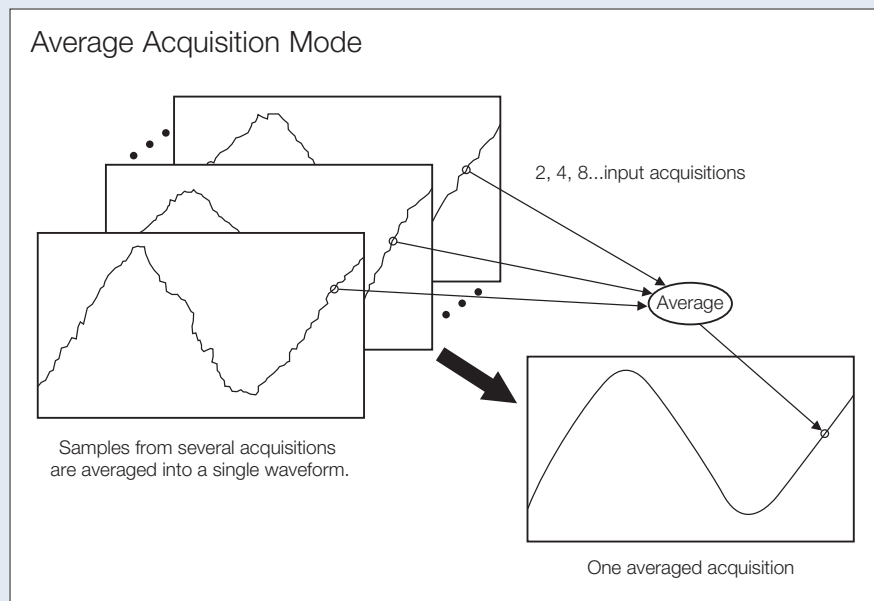 Average Acquisition Mode
2, 4, 8...input acquisitions
Average
Samples from several acquisitions
are averaged into a single waveform.
One averaged acquisition